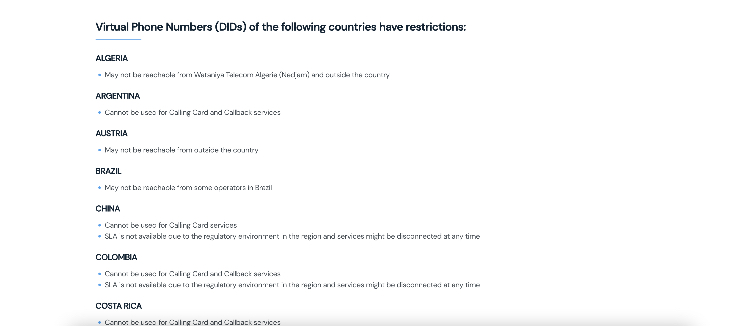 Virtual Phone Numbers (DIDs) of the following countries have restrictions:
ALGERIA
May not be reachable from Wataniya Telecom Algerie (Nedjem) and outside the country
ARGENTINA
Cannot be used for Calling Card and Callback services
AUSTRIA
May not be reachable from outside the country
BRAZIL
May not be reachable from some operators in Brazil
CHINA
Cannot be used for Calling Card services
SLA is not available due to the regulatory environment in the region and services might be disconnected at any time
COLOMBIA
Cannot be used for Calling Card and Callback services
SLA is not available due to the regulatory environment in the region and services might be disconnected at any time
COSTA RICA
Cannot be used for Calling Card and Callback services